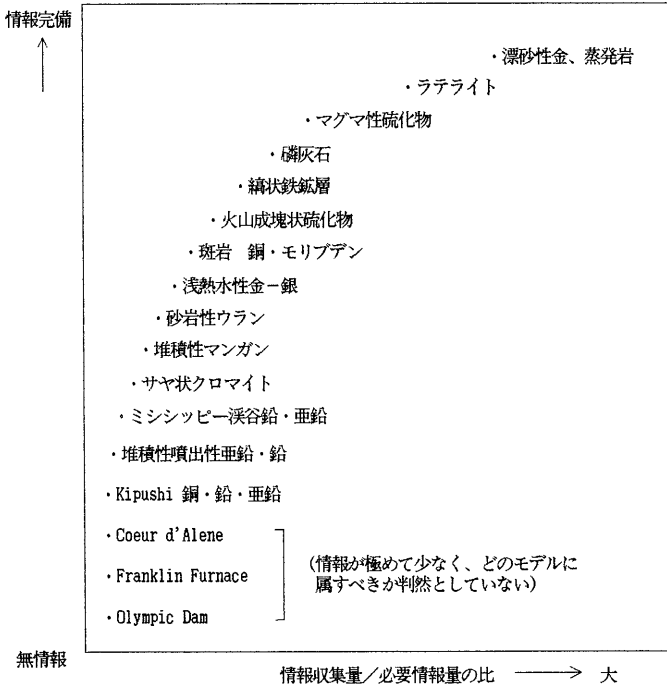 情報完備
・漂砂性金、蒸発岩
・ラテライト
・マグマ性硫化物
・磷灰石
・縞状鉄鉱層
・火山成塊状硫化物
・斑岩 銅・モリブデン
・浅熱水性金－銀
・砂岩性ウラン
・堆積性マンガン
・サヤ状クロマイト
・ミシシッピー渓谷鉛・亜鉛
・堆積性噴出性亜鉛・鉛
・Kipushi 銅・鉛・亜鉛
・Coeur d'Alene
・Franklin Furnace
・Olympic Dam
(情報が極めて少なく、どのモデルに
属すべきか判然としていない)
無情報
情報収集量／必要情報量の比 ──→ 大